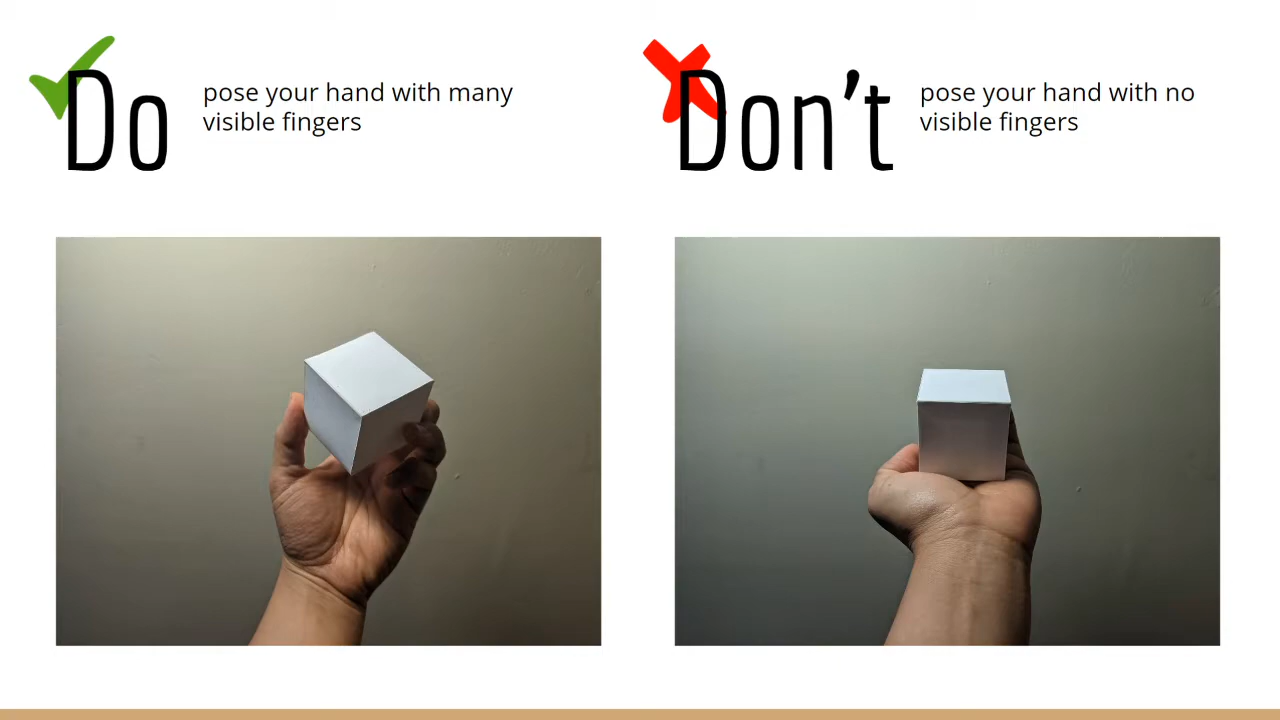 Do
pose your hand with many
visible fingers
Don't
pose your hand with no
visible fingers